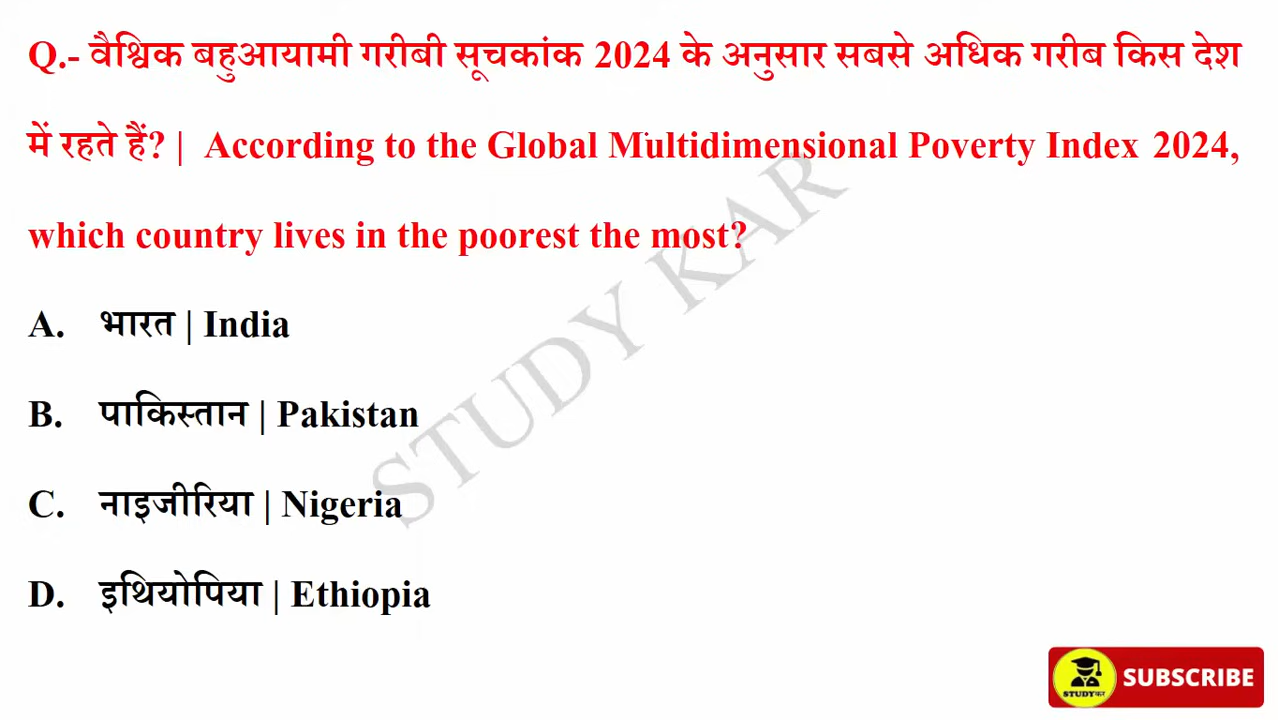 Q.- वैश्विक बहुआयामी गरीबी सूचकांक 2024 के अनुसार सबसे अधिक गरीब किस देश
में रहते हैं? | According to the Global Multidimensional Poverty Index 2024,
which country lives in the poorest the most?
A. भारत | India
B. पाकिस्तान | Pakistan
C. नाइजीरिया | Nigeria
D. इथियोपिया | Ethiopia
STUDY KAR
STUDYकर
SUBSCRIBE